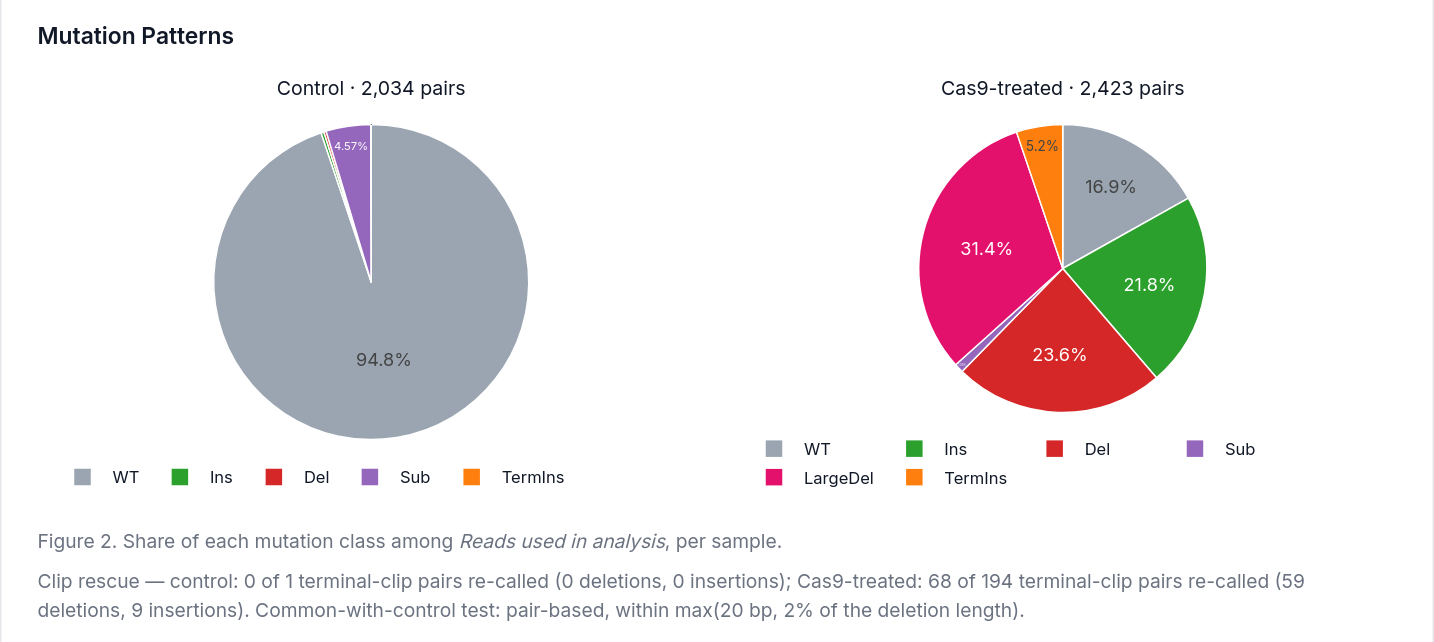 Mutation Patterns
Control · 2,034 pairs
4.57%
94.8%
WT
Ins
Del
Sub
TermIns
Cas9-treated · 2,423 pairs
5.2%
16.9%
31.4%
21.8%
23.6%
WT
Ins
Del
Sub
LargeDel
TermIns
Figure 2. Share of each mutation class among Reads used in analysis, per sample.
Clip rescue — control: 0 of 1 terminal-clip pairs re-called (0 deletions, 0 insertions); Cas9-treated: 68 of 194 terminal-clip pairs re-called (59
deletions, 9 insertions). Common-with-control test: pair-based, within max(20 bp, 2% of the deletion length).